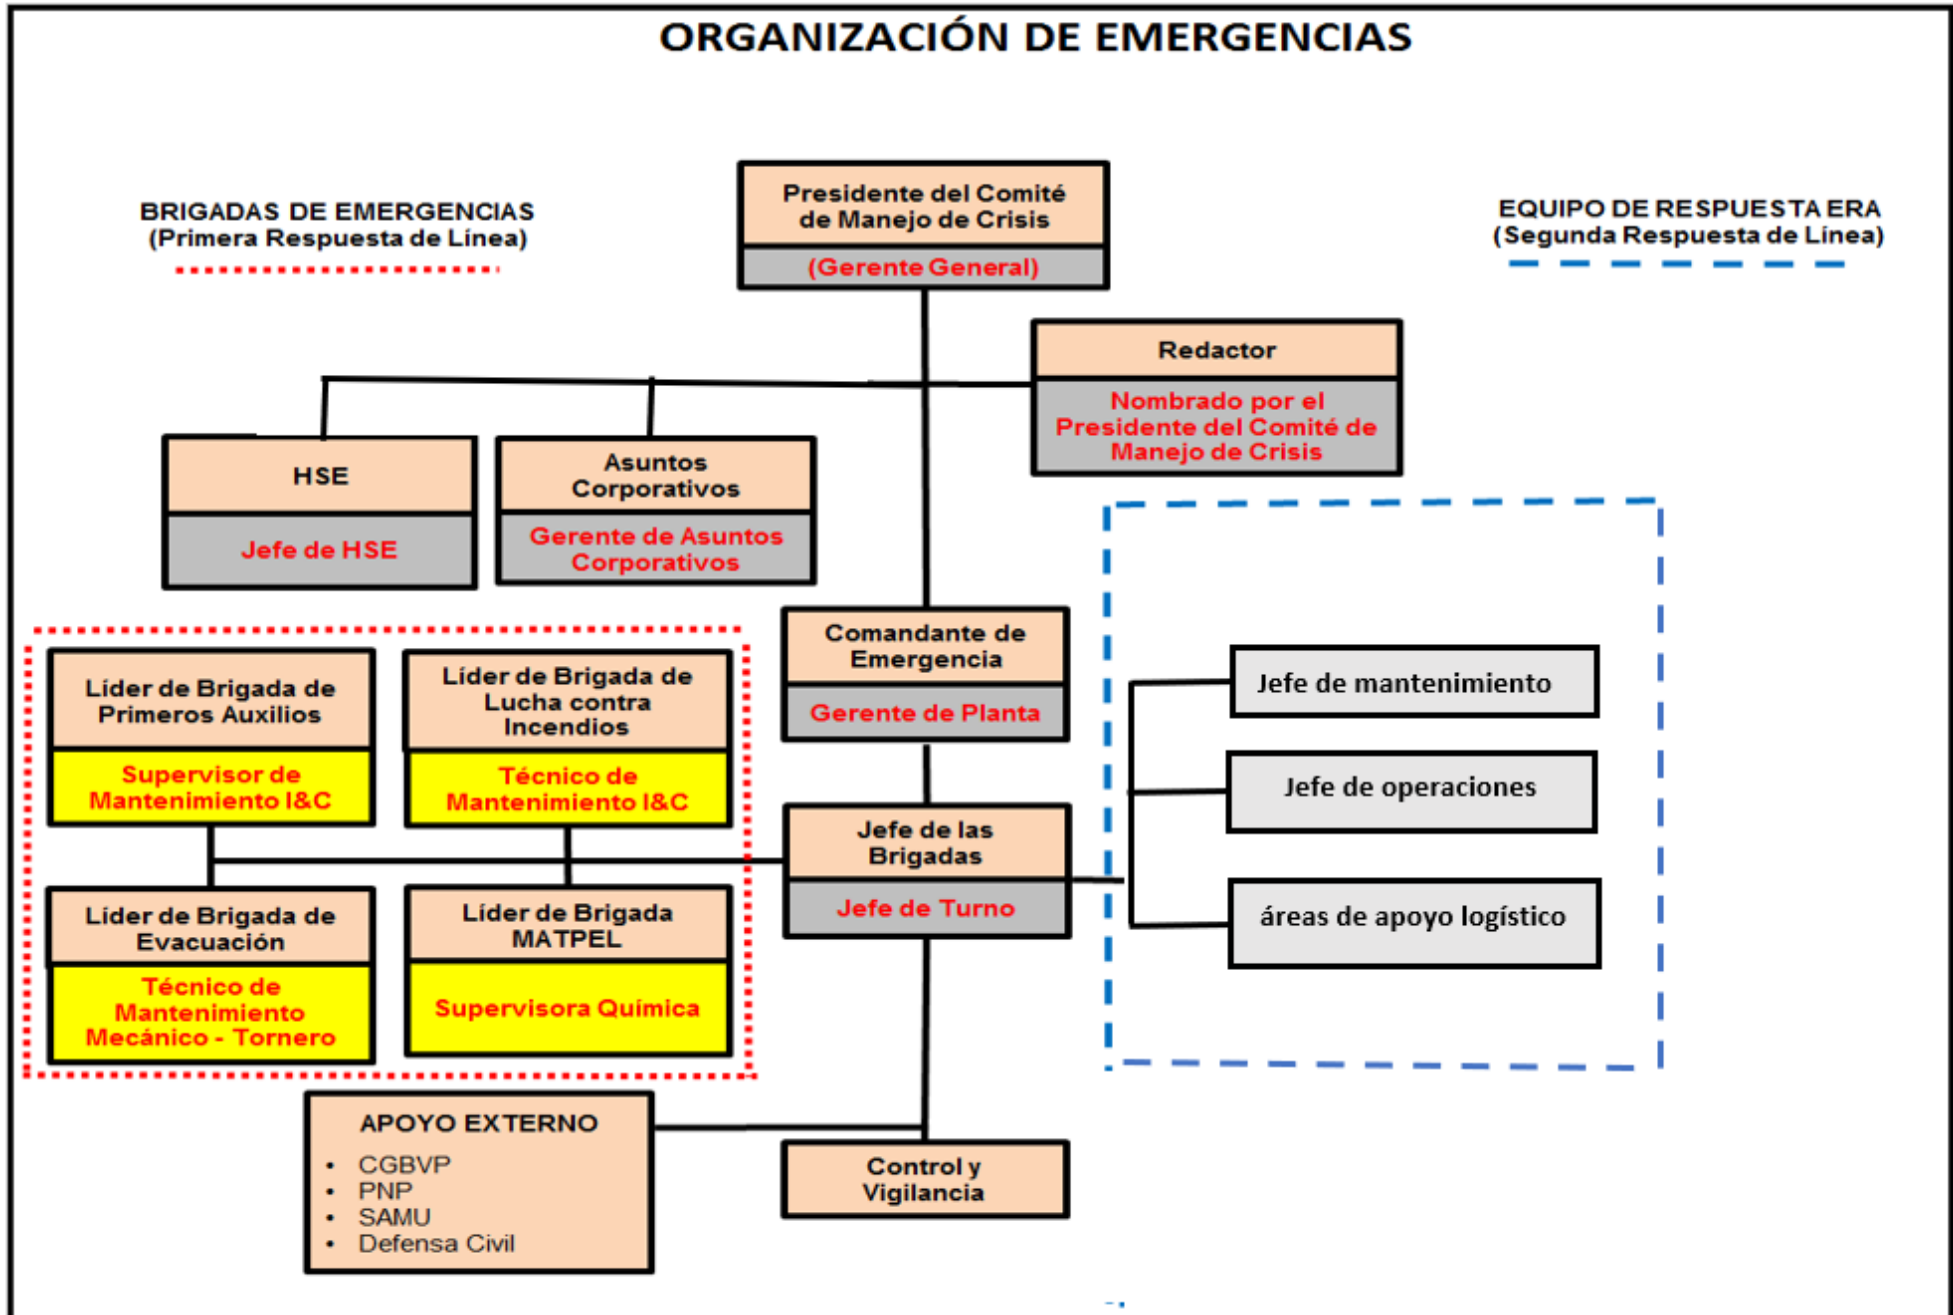 ORGANIZACIÓN DE EMERGENCIAS
BRIGADAS DE EMERGENCIAS
(Primera Respuesta de Línea)
Presidente del Comité
de Manejo de Crisis
(Gerente General)
EQUIPO DE RESPUESTA ERA
(Segunda Respuesta de Línea)
Redactor
Nombrado por el
Presidente del Comité de
Manejo de Crisis
HSE
Jefe de HSE
Asuntos
Corporativos
Gerente de Asuntos
Corporativos
Líder de Brigada de
Primeros Auxilios
Supervisor de
Mantenimiento I&C
Líder de Brigada de
Lucha contra
Incendios
Técnico de
Mantenimiento I&C
Comandante de
Emergencia
Gerente de Planta
Jefe de mantenimiento
Jefe de operaciones
áreas de apoyo logístico
Jefe de las
Brigadas
Jefe de Turno
Líder de Brigada de
Evacuación
Técnico de
Mantenimiento
Mecánico - Tornero
Líder de Brigada
MATPEL
Supervisora Química
APOYO EXTERNO
• CGBVP
• PNP
• SAMU
• Defensa Civil
Control y
Vigilancia